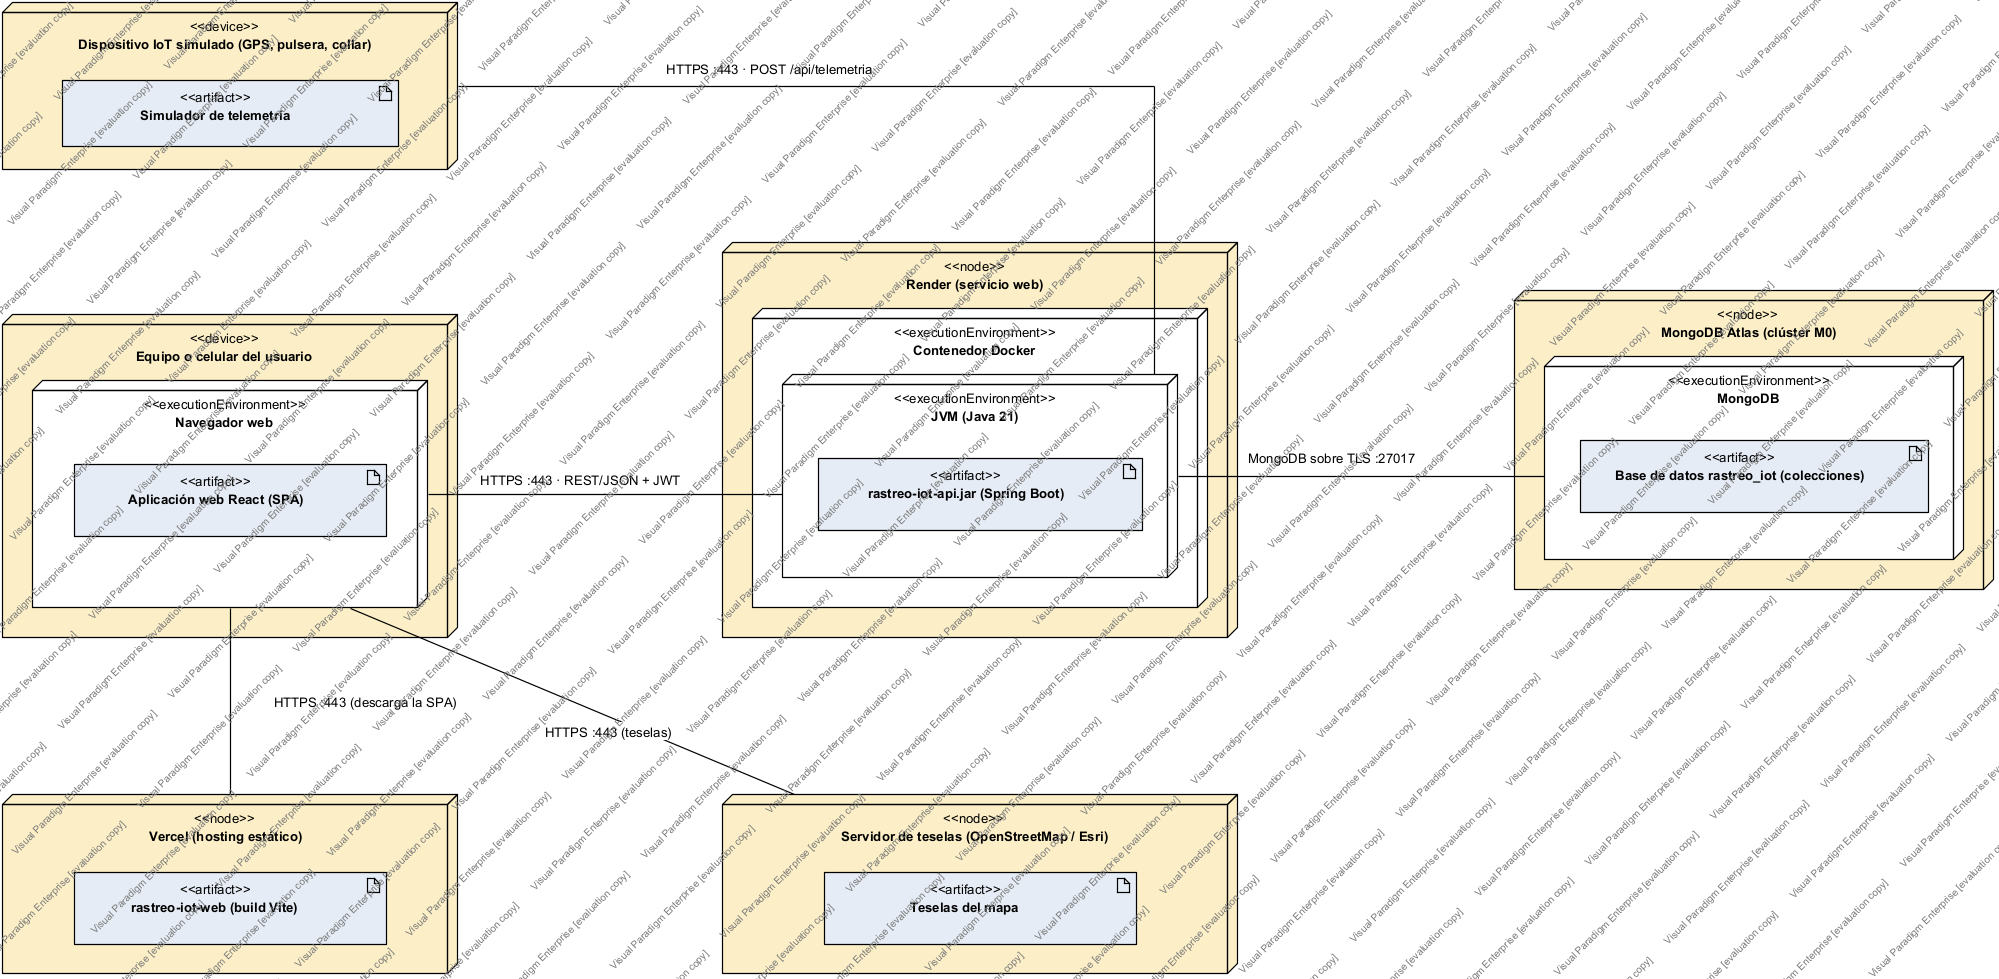 <<device>>
Dispositivo IoT simulado (GPS, pulsera, collar)
<<artifact>>
Simulador de telemetría
HTTPS :443 · POST /api/telemetria
<<node>>
Render (servicio web)
<<executionEnvironment>>
Contenedor Docker
<<executionEnvironment>>
JVM (Java 21)
<<artifact>>
rastreo-iot-api.jar (Spring Boot)
<<node>>
MongoDB Atlas (clúster M0)
<<executionEnvironment>>
MongoDB
<<artifact>>
Base de datos rastreo_iot (colecciones)
MongoDB sobre TLS :27017
<<device>>
Equipo o celular del usuario
<<executionEnvironment>>
Navegador web
<<artifact>>
Aplicación web React (SPA)
HTTPS :443 · REST/JSON + JWT
HTTPS :443 (descarga la SPA)
HTTPS :443 (teselas)
<<node>>
Vercel (hosting estático)
<<artifact>>
rastreo-iot-web (build Vite)
<<node>>
Servidor de teselas (OpenStreetMap / Esri)
<<artifact>>
Teselas del mapa
Visual Paradigm Enterprise [evaluation copy]